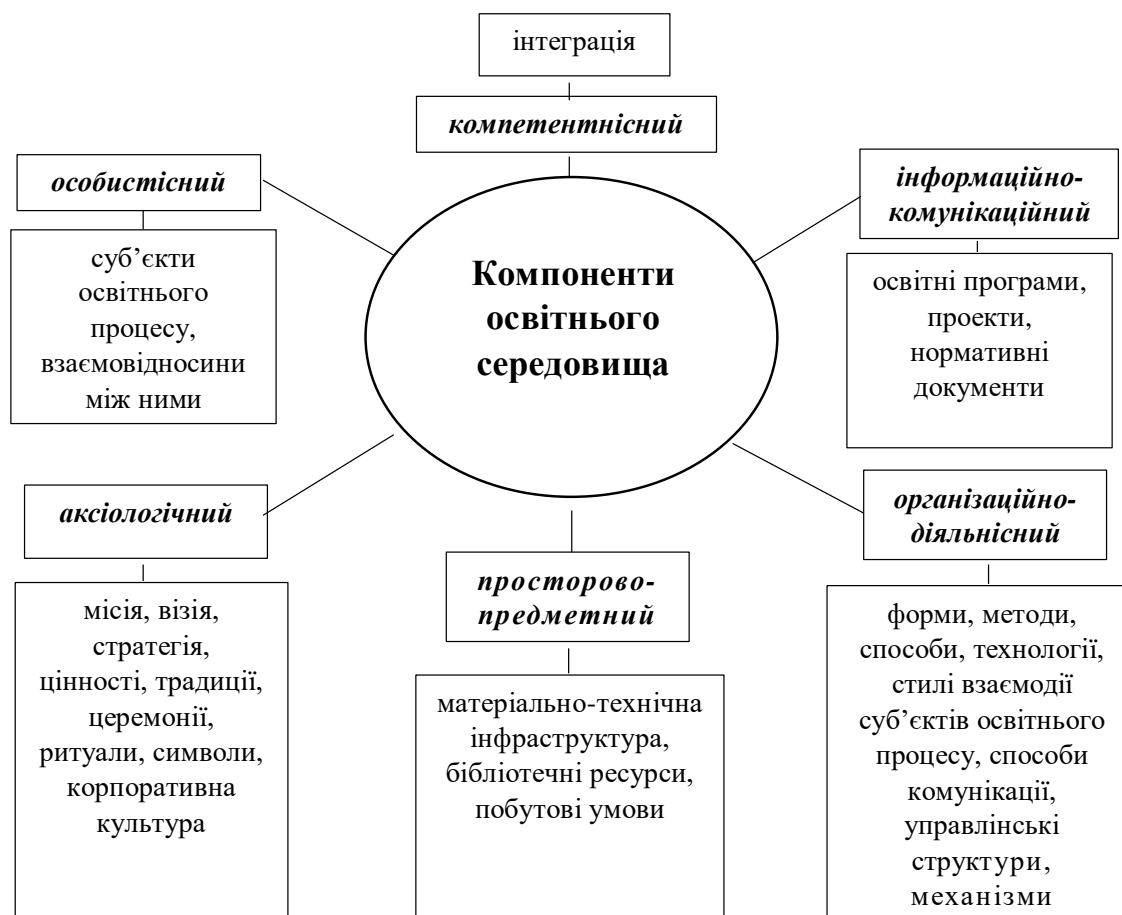 інтеграція
компетентнісний
особистісний
суб’єкти
освітнього
процесу,
взаємовідносини
між ними
Компоненти
освітнього
середовища
інформаційно-
комунікаційний
освітні програми,
проекти,
нормативні
документи
аксіологічний
місія, візія,
стратегія,
цінності, традиції,
церемонії,
ритуали, символи,
корпоративна
культура
просторово-
предметний
матеріально-технічна
інфраструктура,
бібліотечні ресурси,
побутові умови
організаційно-
діяльнісний
форми, методи,
способи, технології,
стилі взаємодії
суб’єктів освітнього
процесу, способи
комунікації,
управлінські
структури,
механізми